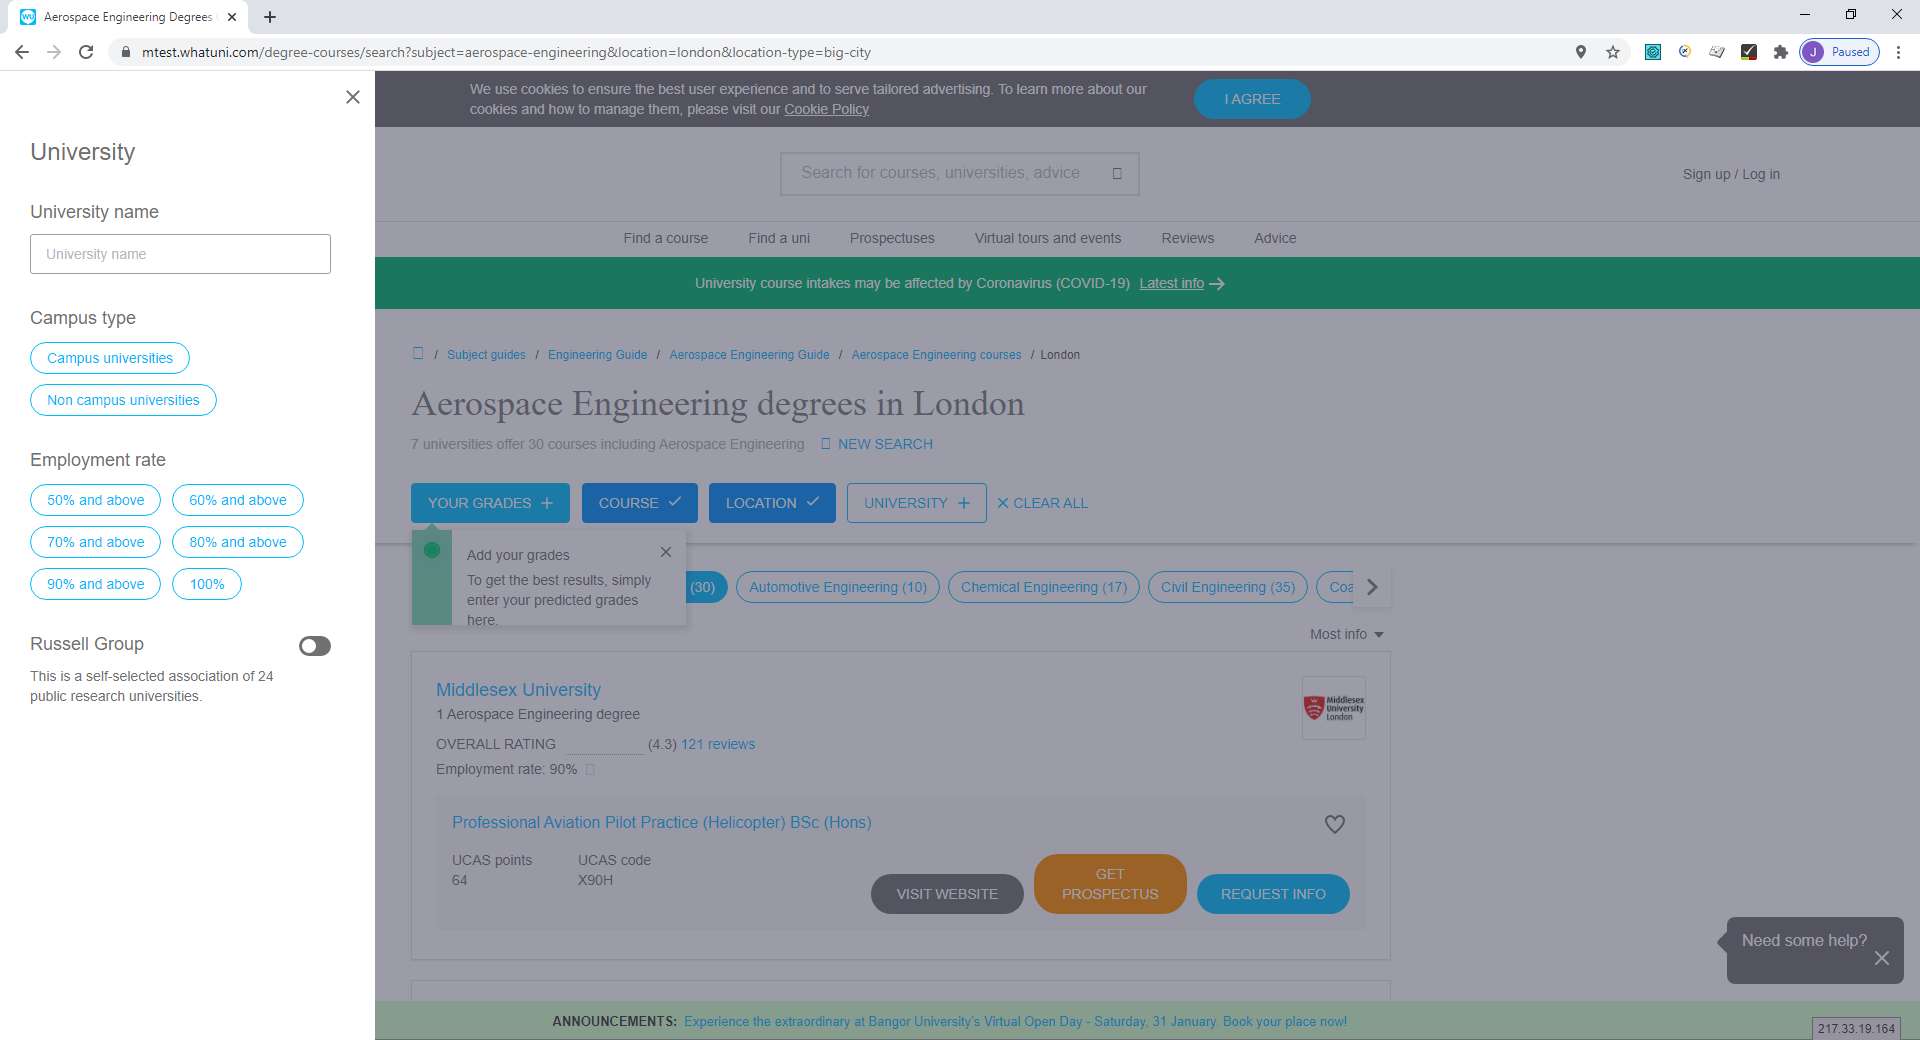 Aerospace Engineering Degrees
mtest.whatuni.com/degree-courses/search?subject=aerospace-engineering&location=london&location-type=big-city
J Paused
University
University name
University name
Campus type
Campus universities
Non campus universities
Employment rate
50% and above 60% and above
70% and above 80% and above
90% and above 100%
Russell Group
This is a self-selected association of 24
public research universities.
We use cookies to ensure the best user experience and to serve tailored advertising. To learn more about our
cookies and how to manage them, please visit our Cookie Policy
I AGREE
Search for courses, universities, advice
Sign up / Log in
Find a course Find a uni Prospectuses Virtual tours and events Reviews Advice
University course intakes may be affected by Coronavirus (COVID-19) Latest info
/ Subject guides / Engineering Guide / Aerospace Engineering Guide / Aerospace Engineering courses / London
Aerospace Engineering degrees in London
7 universities offer 30 courses including Aerospace Engineering NEW SEARCH
YOUR GRADES COURSE LOCATION UNIVERSITY CLEAR ALL
Add your grades
To get the best results, simply
enter your predicted grades
here.
(30) Automotive Engineering (10) Chemical Engineering (17) Civil Engineering (35) Coa
Most info
Middlesex University
1 Aerospace Engineering degree
OVERALL RATING (4.3) 121 reviews
Employment rate: 90%
Middlesex
University
London
Professional Aviation Pilot Practice (Helicopter) BSc (Hons)
UCAS points UCAS code
64 X90H
VISIT WEBSITE
GET
PROSPECTUS
REQUEST INFO
Need some help?
ANNOUNCEMENTS: Experience the extraordinary at Bangor University's Virtual Open Day - Saturday, 31 January. Book your place now!
217.33.19.164